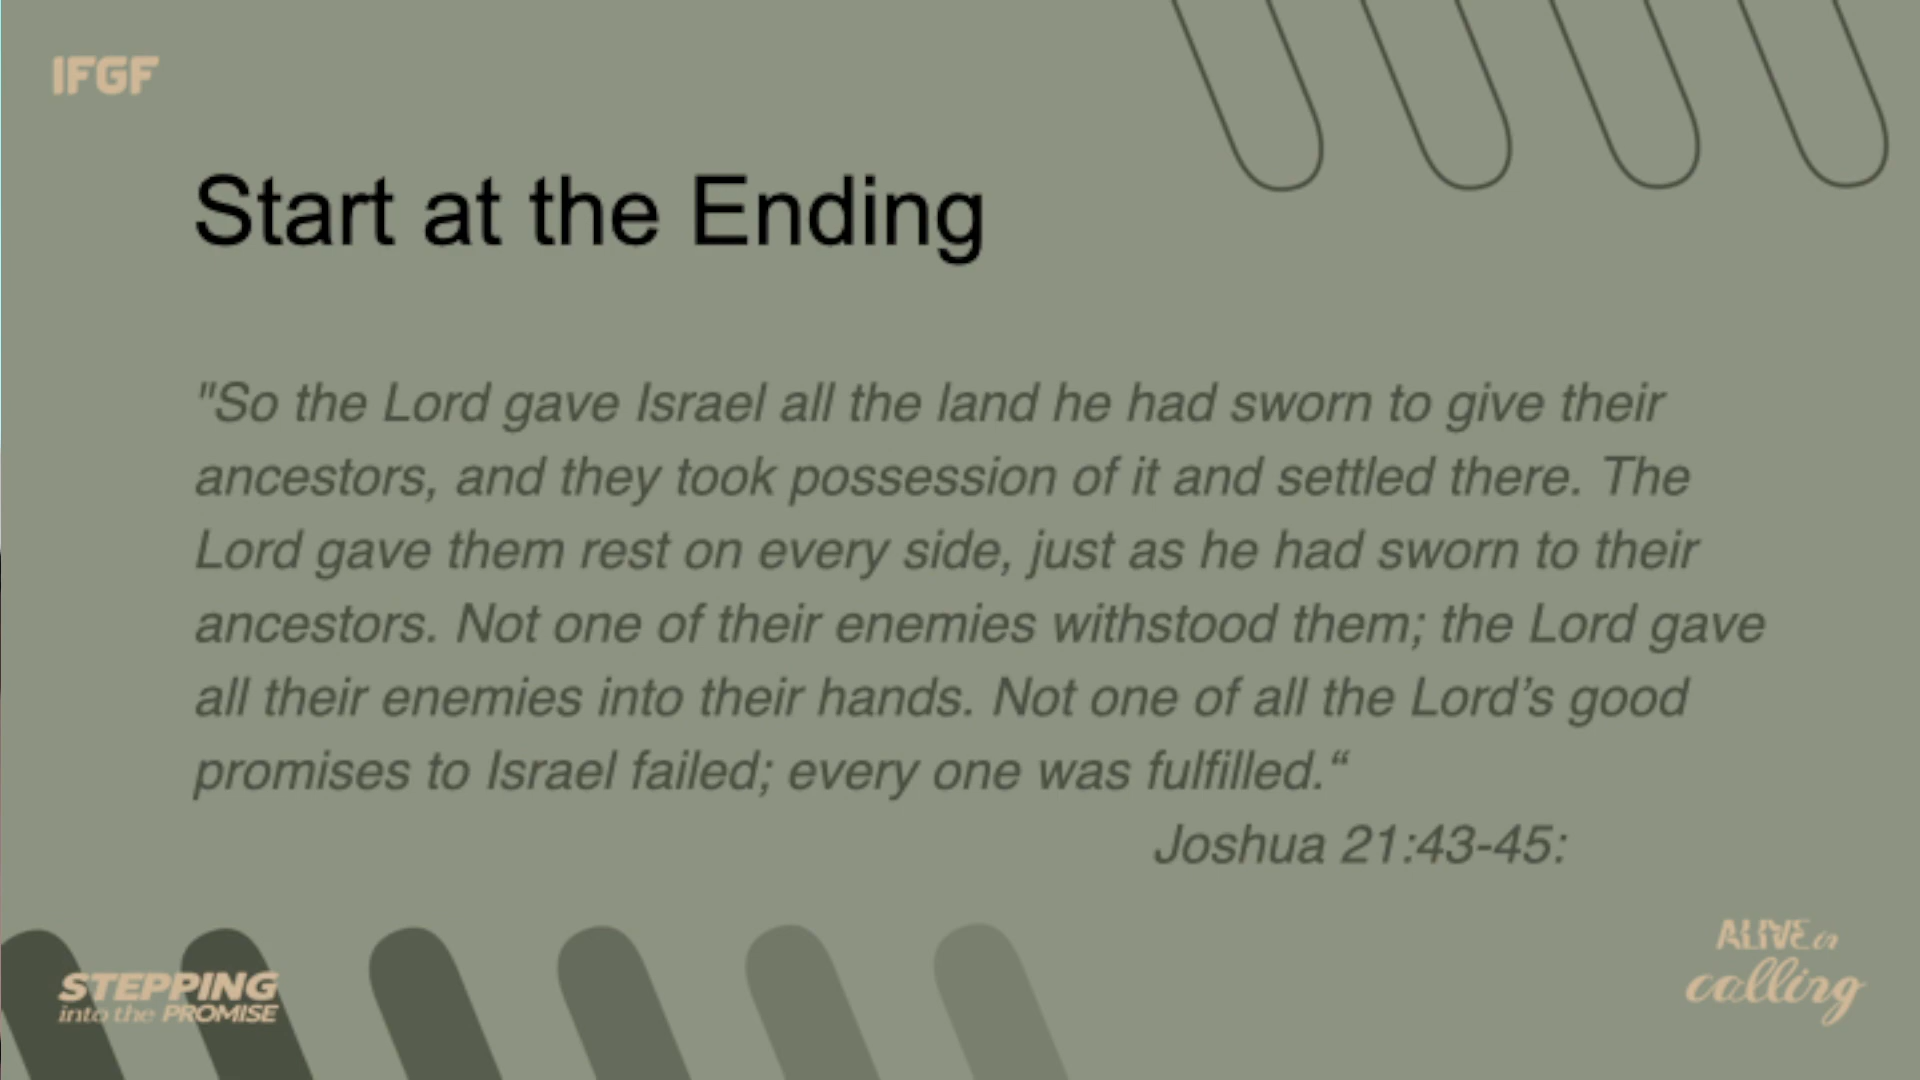 IFGF
Start at the Ending
"So the Lord gave Israel all the land he had sworn to give their
ancestors, and they took possession of it and settled there. The
Lord gave them rest on every side, just as he had sworn to their
ancestors. Not one of their enemies withstood them; the Lord gave
all their enemies into their hands. Not one of all the Lord’s good
promises to Israel failed; every one was fulfilled.“
Joshua 21:43-45:
STEPPING
into the PROMISE
ALIVE in
calling